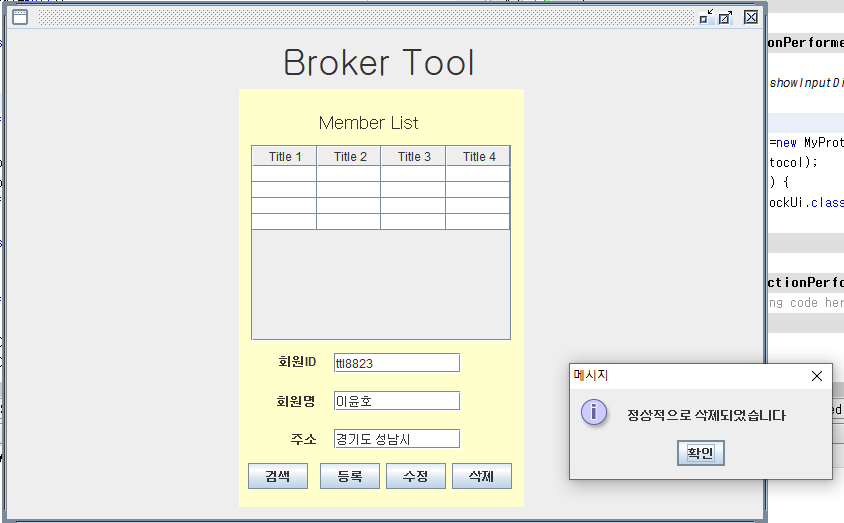 Broker Tool
Member List
Title 1 Title 2 Title 3 Title 4
회원ID ttl8823
회원명 이윤호
주소 경기도 성남시
검색 등록 수정 삭제
메시지
정상적으로 삭제되었습니다
확인
onPerforme
showInputDi
=new MyProt
tocol);
) {
ockUi.class
ctionPerfo
ng code her
ed